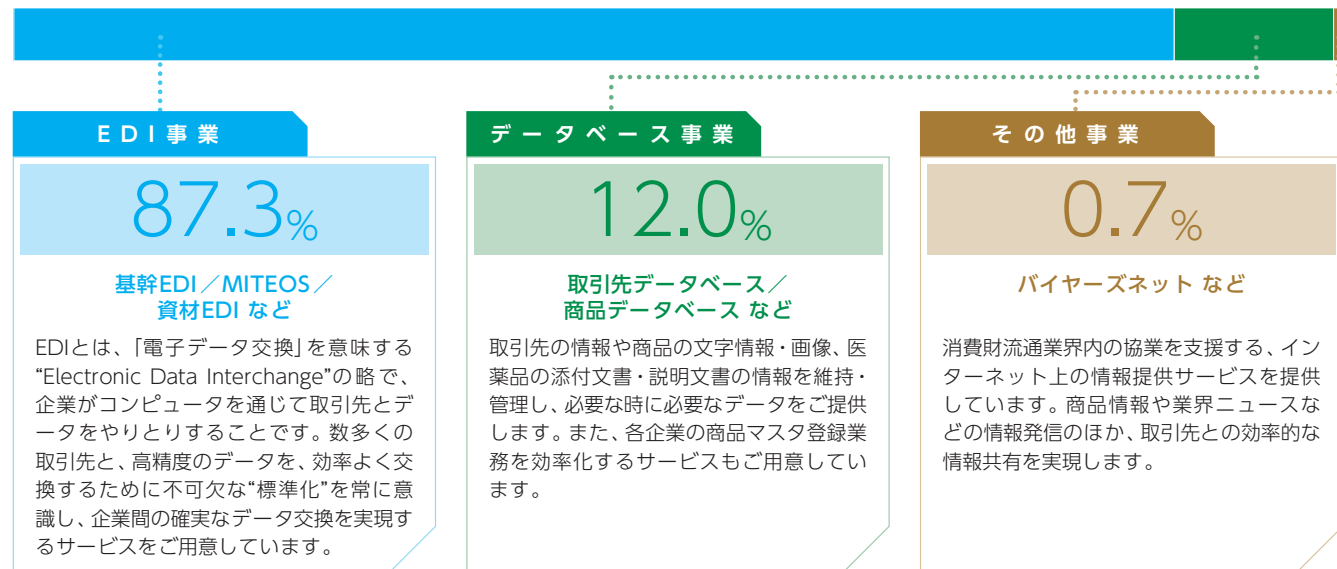 EDI事業
87.3%
基幹EDI／MITEOS／
資材EDI など
EDIとは、「電子データ交換」を意味する
“Electronic Data Interchange”の略で、
企業がコンピュータを通じて取引先とデ
ータをやりとりすることです。数多くの
取引先と、高精度のデータを、効率よく交
換するために不可欠な“標準化”を常に意
識し、企業間の確実なデータ交換を実現す
るサービスをご用意しています。
データベース事業
12.0%
取引先データベース／
商品データベース など
取引先の情報や商品の文字情報・画像、医
薬品の添付文書・説明文書の情報を維持・
管理し、必要な時に必要なデータをご提供
します。また、各企業の商品マスタ登録業
務を効率化するサービスもご用意してい
ます。
その他事業
0.7%
バイヤーズネット など
消費財流通業界内の協業を支援する、イン
ターネット上の情報提供サービスを提供
しています。商品情報や業界ニュースな
どの情報発信のほか、取引先との効率的な
情報共有を実現します。